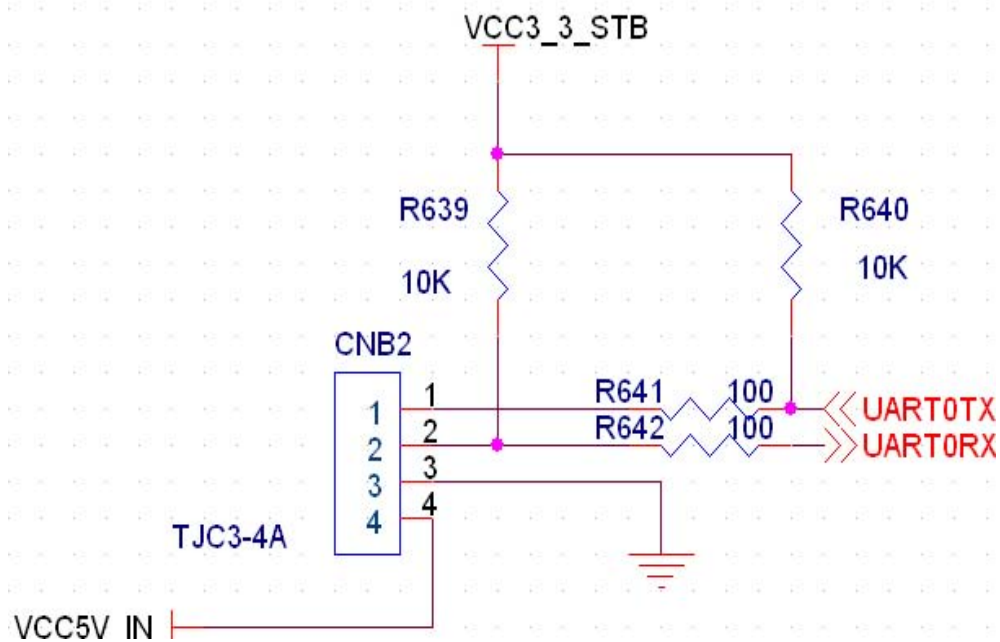 VCC3_3_STB
R639
R640
10K
10K
CNB2
1
1
R641
100
UART0TX
2
2
R642
100
UART0RX
3
3
4
4
TJC3-4A
VCC5V_IN